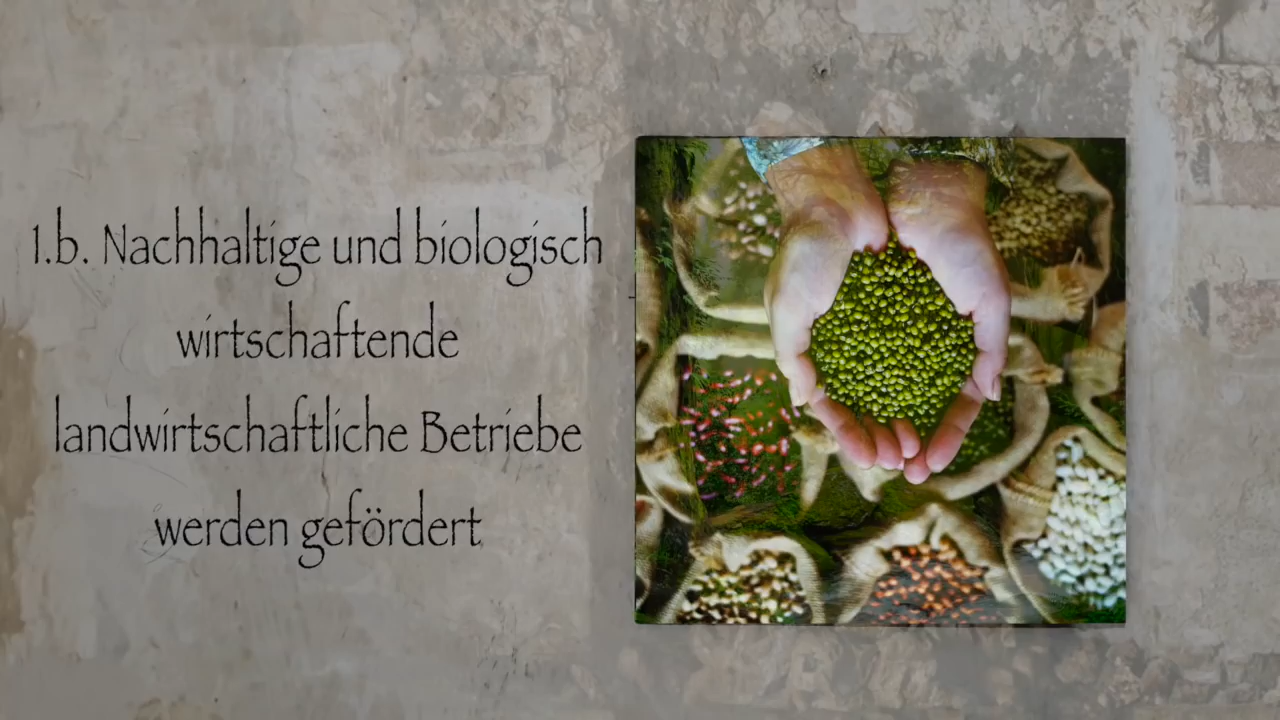 1.b. Nachhaltige und biologisch
wirtschaftende
landwirtschaftliche Betriebe
werden gefördert